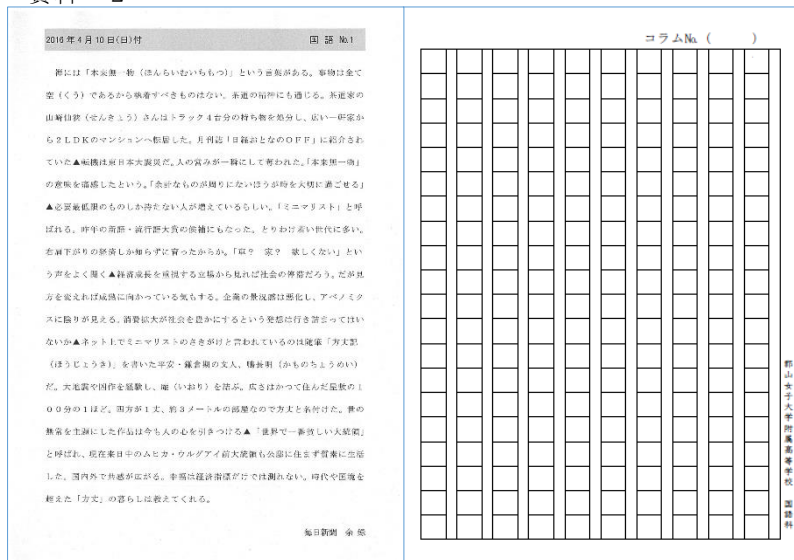 資料 2
2016年4月10日(日)付 国語 №1
禅には「本来無一物(ほんらいむいちもつ)」という言葉がある。事物は全て
空(くう)であるから執着すべきものはない。茶道の精神にも通じる。茶道家の
山崎仙狭(せんきょう)さんはトラック4台分の持ち物を処分し、広い一軒家か
ら2LDKのマンションへ転居した。月刊誌「日経おとなのOFF」に紹介され
ていた▲転機は東日本大震災だ。人の営みが一瞬にして奪われた。「本来無一物」
の意味を痛感したという。「余計なものが周りにないほうが時を大切に過ごせる」
▲必要最低限のものしか持たない人が増えているらしい。「ミニマリスト」と呼
ばれる。昨年の新語・流行語大賞の候補にもなった。とりわけ若い世代に多い。
右肩下がりの経済しか知らずに育ったからか。「車? 家? 欲しくない」とい
う声をよく聞く▲経済成長を重視する立場から見れば社会の停滞だろう。だが見
方を変えれば成熟に向かっている気もする。企業の景況感は悪化し、アベノミク
スに陰りが見える。消費拡大が社会を豊かにするという発想は行き詰まってはい
ないか▲ネット上でミニマリストのさきがけと言われているのは随筆「方丈記
(ほうじょうき)」を書いた平安・鎌倉期の文人、鴨長明(かものちょうめい)
だ。大地震や凶作を経験し、庵(いおり)を結ぶ。広さはかつて住んだ屋敷の1
00分の1ほど。四方が1丈、約3メートルの部屋なので方丈と名付けた。世の
無常を主題にした作品は今も人の心を引きつける▲「世界で一番貧しい大統領」
と呼ばれ、現在来日中のムヒカ・ウルグアイ前大統領も公邸に住まず質素に生活
した。国内外で共感が広がる。幸福は経済指標だけでは測れない。時代や国境を
超えた「方丈」の暮らしは教えてくれる。
毎日新聞 余録
コラム№( )
郡山女子大学附属高等学校 国語科